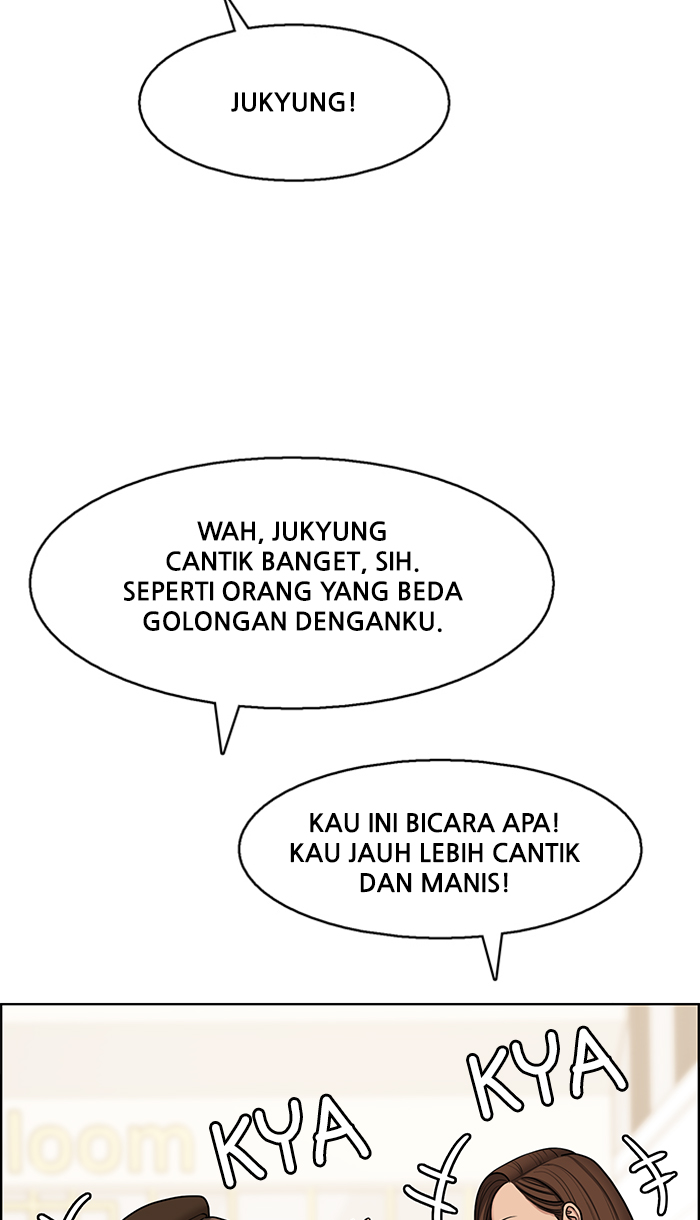 JUKYUNG!
WAH, JUKYUNG
CANTIK BANGET, SIH.
SEPERTI ORANG YANG BEDA
GOLONGAN DENGANKU.
KAU INI BICARA APA!
KAU JAUH LEBIH CANTIK
DAN MANIS!
KYA
KYA
loom